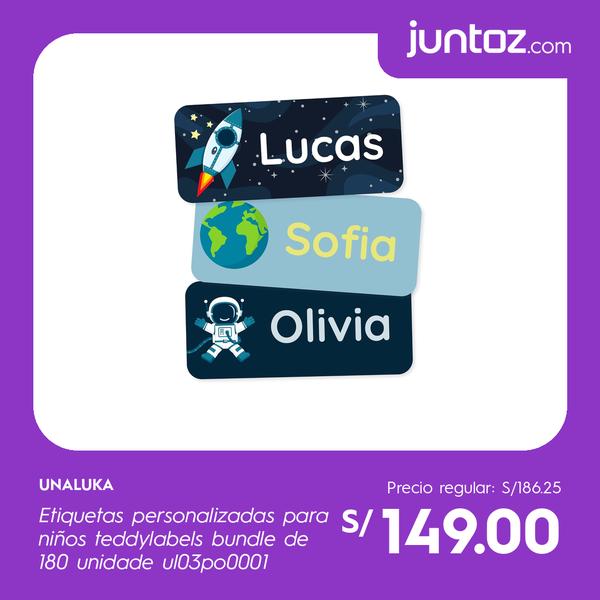 juntoz.com
Lucas
Sofia
Olivia
UNALUKA
Etiquetas personalizadas para
niños teddylabels bundle de
180 unidade ul03po0001
Precio regular: S/186.25
S/ 149.00